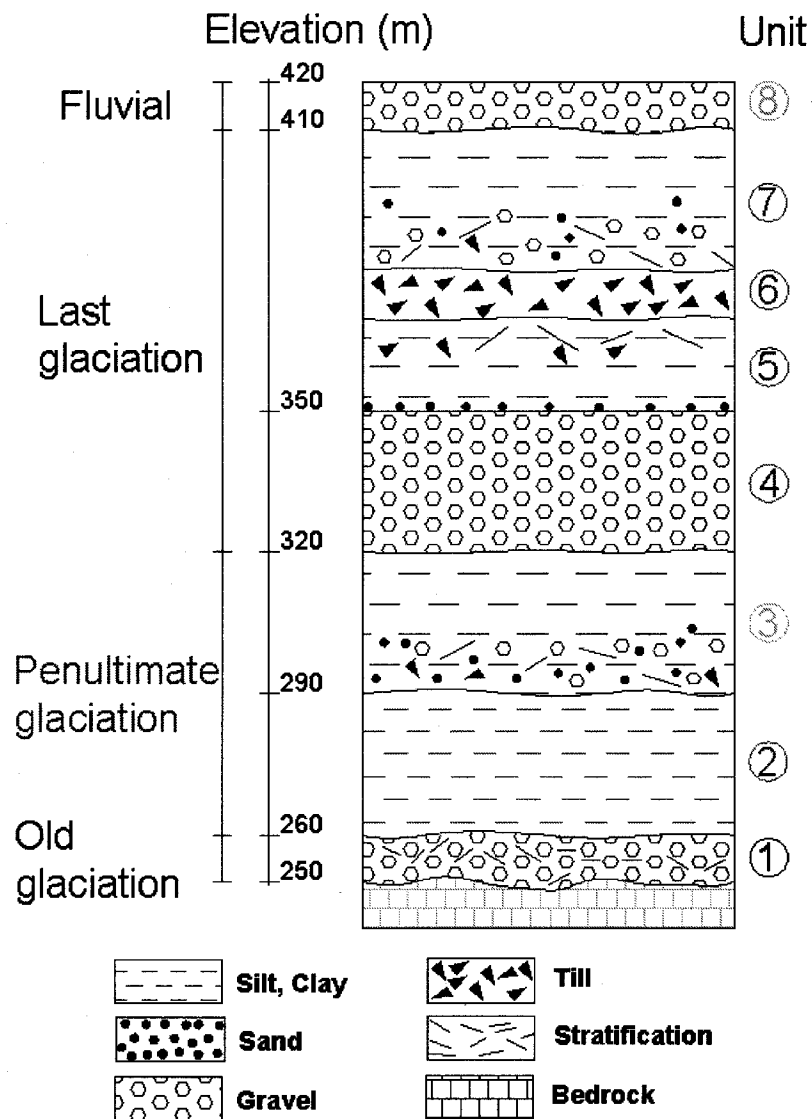 Elevation (m)
Unit
420
Fluvial
8
410
7
6
Last
glaciation
5
350
4
320
3
Penultimate
glaciation
290
2
Old
glaciation
260
1
250
Silt, Clay
Till
Sand
Stratification
Gravel
Bedrock